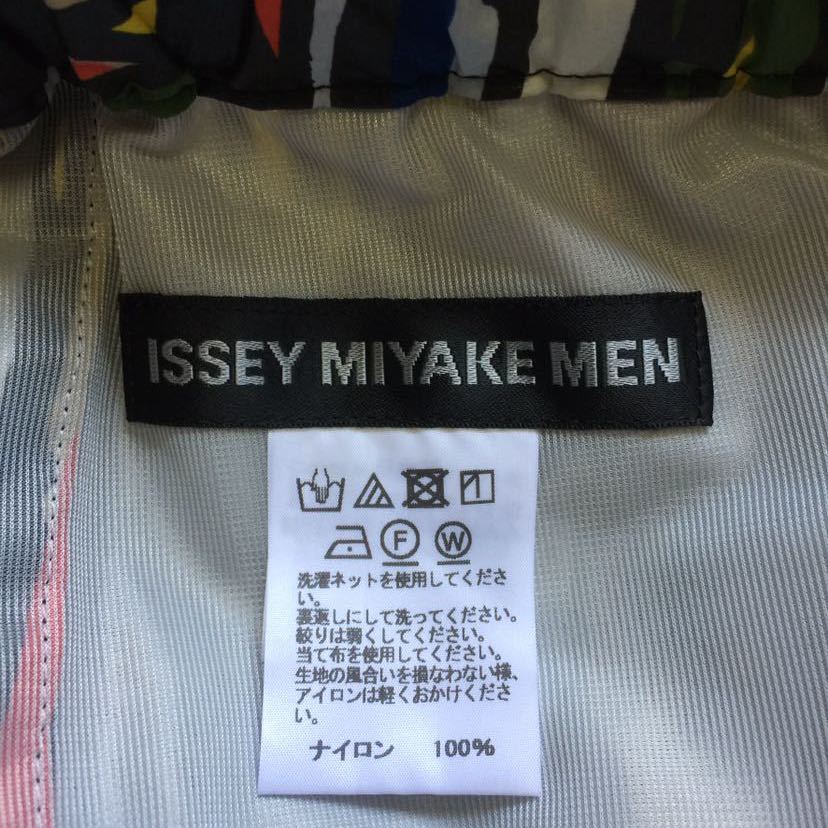 ISSEY MIYAKE MEN
F W
洗濯ネットを使用してくださ
い。
裏返しにして洗ってください。
絞りは弱くしてください。
当て布を使用してください。
生地の風合いを損なわない様、
アイロンは軽くおかけくださ
い。
ナイロン 100%